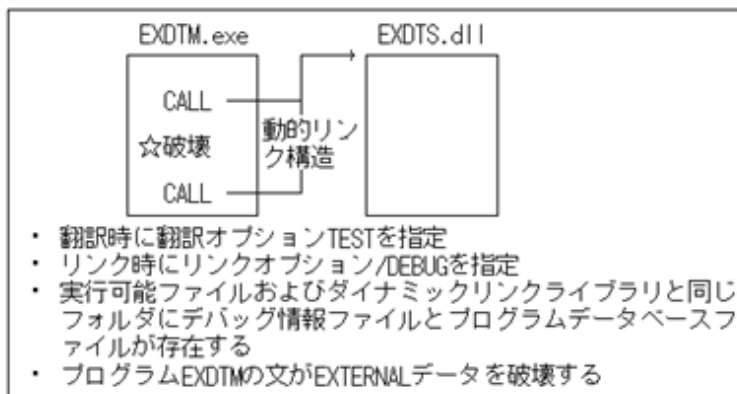 EXDTM.exe EXDTS.dll
CALL
動的リン
☆破壊
ク構造
CALL
・ 翻訳時に翻訳オプションTESTを指定
・ リンク時にリンクオプション/DEBUGを指定
・ 実行可能ファイルおよびダイナミックリンクライブラリと同じ
フォルダにデバッグ情報ファイルとプログラムデータベースフ
ァイルが存在する
・ プログラムEXDTMの文がEXTERNALデータを破壊する